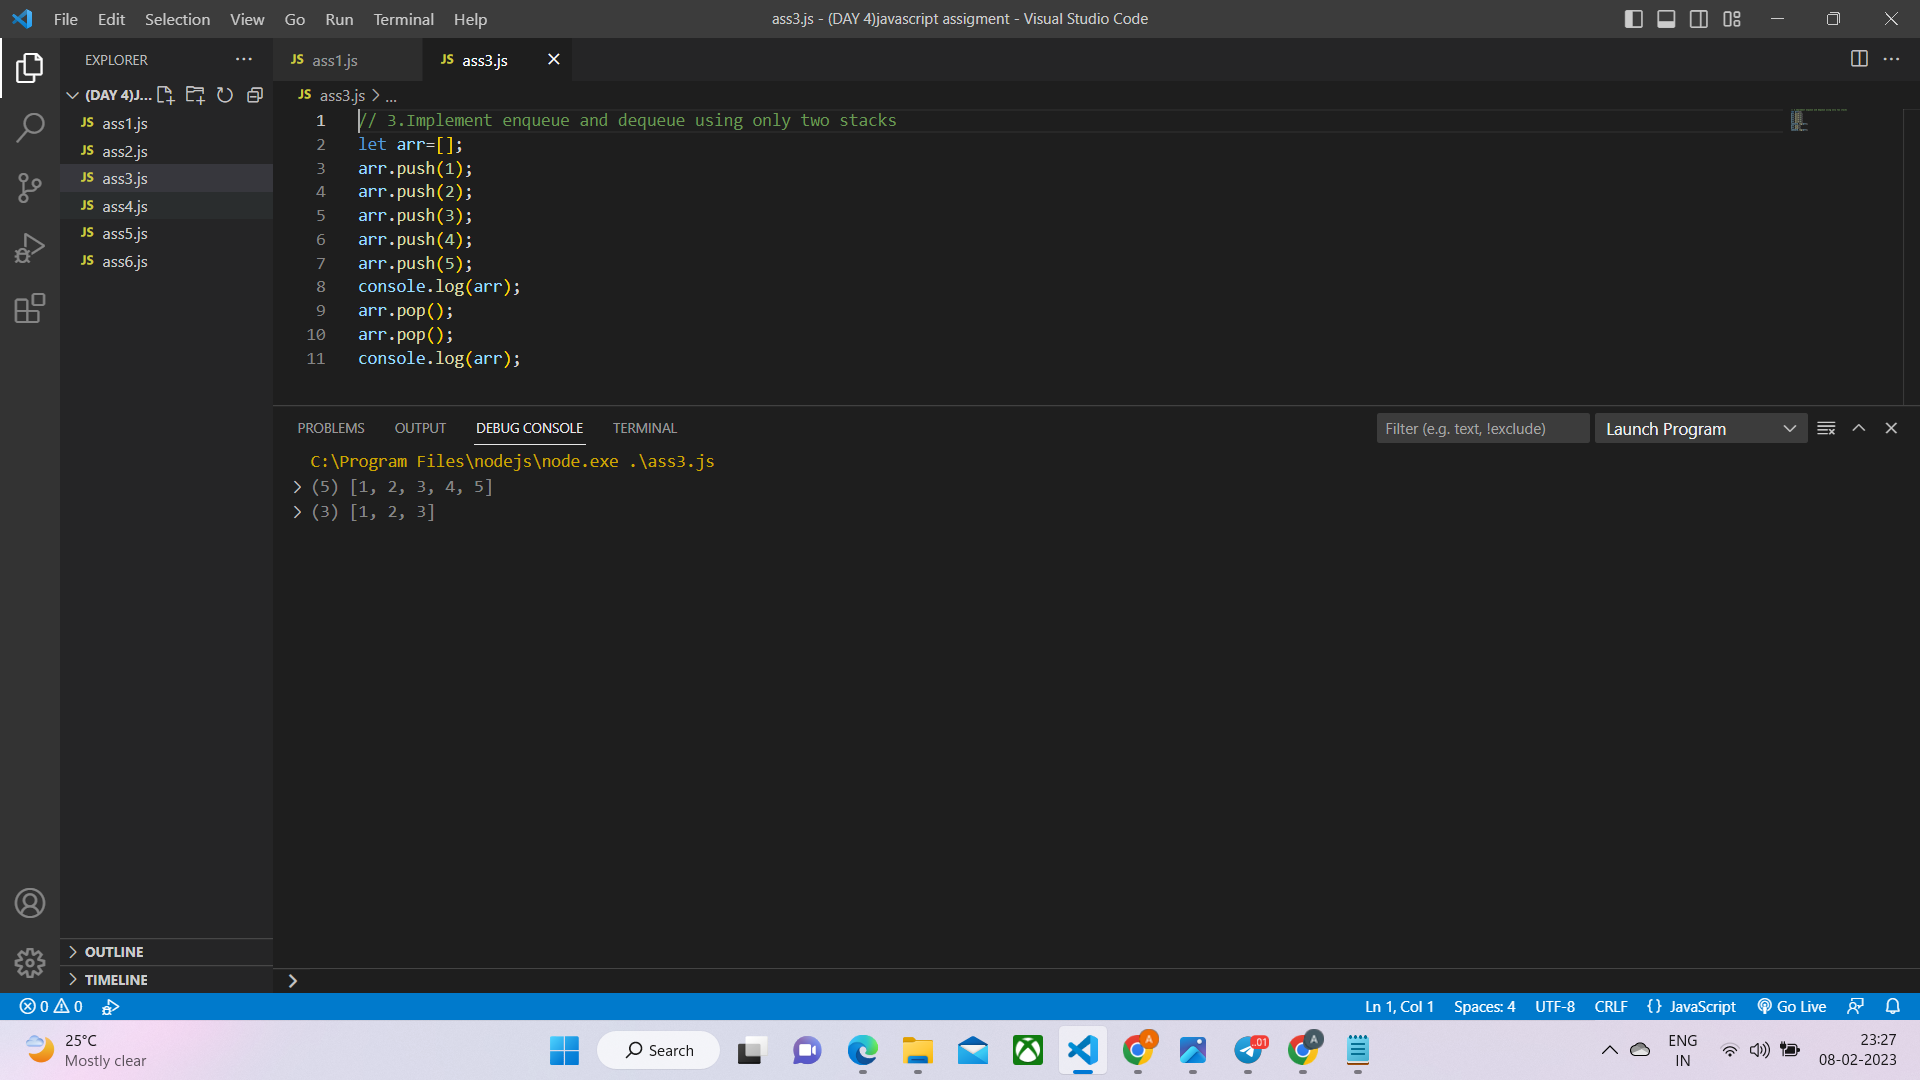 File Edit Selection View Go Run Terminal Help
ass3.js - (DAY 4)javascript assigment - Visual Studio Code
EXPLORER
(DAY 4)J...
JS ass1.js
JS ass2.js
JS ass3.js
JS ass4.js
JS ass5.js
JS ass6.js
OUTLINE
TIMELINE
JS ass1.js
JS ass3.js
JS ass3.js > ...
1 // 3.Implement enqueue and dequeue using only two stacks
2 let arr=[];
3 arr.push(1);
4 arr.push(2);
5 arr.push(3);
6 arr.push(4);
7 arr.push(5);
8 console.log(arr);
9 arr.pop();
10 arr.pop();
11 console.log(arr);
PROBLEMS OUTPUT DEBUG CONSOLE TERMINAL
Filter (e.g. text, !exclude)
Launch Program
C:\Program Files\nodejs\node.exe .\ass3.js
> (5) [1, 2, 3, 4, 5]
> (3) [1, 2, 3]
>
0 0
Ln 1, Col 1 Spaces: 4 UTF-8 CRLF {} JavaScript Go Live
25°C
Mostly clear
Search
A
..01
A
ENG
IN
23:27
08-02-2023